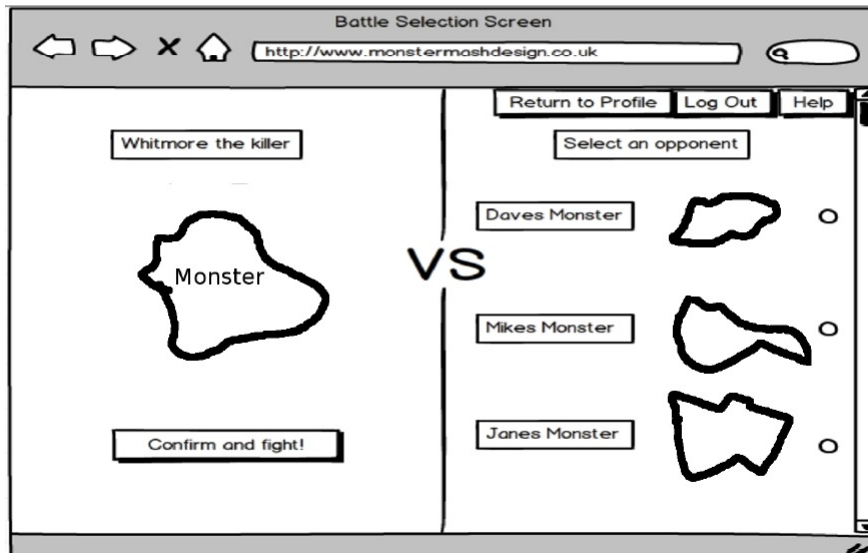 Battle Selection Screen
http://www.monstermashdesign.co.uk
Return to Profile Log Out Help
Whitmore the killer
Select an opponent
Daves Monster
Monster
VS
Mikes Monster
Janes Monster
Confirm and fight!